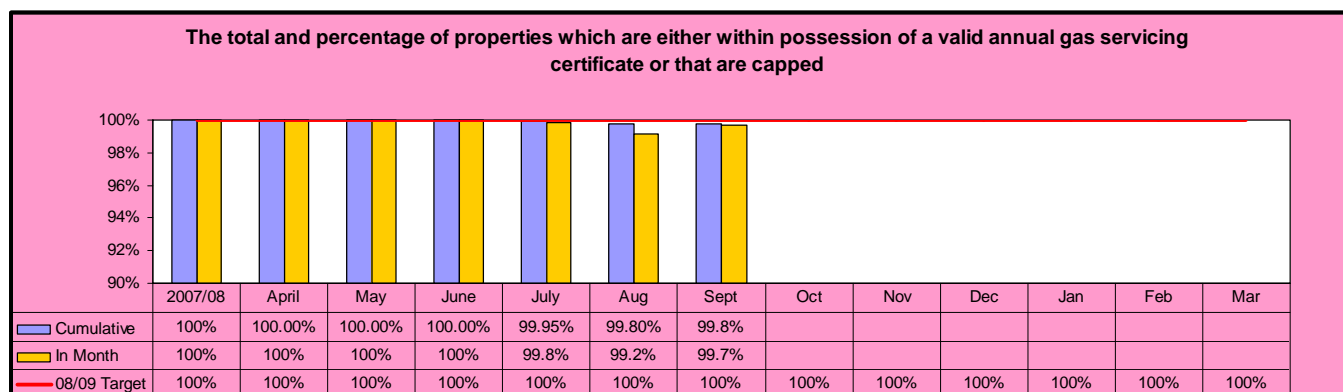 The total and percentage of properties which are either within possession of a valid annual gas servicing
certificate or that are capped
100%
98%
96%
94%
92%
90%
2007/08 April May June July Aug Sept Oct Nov Dec Jan Feb Mar
Cumulative 100% 100.00% 100.00% 100.00% 99.95% 99.80% 99.8%
In Month 100% 100% 100% 100% 99.8% 99.2% 99.7%
08/09 Target 100% 100% 100% 100% 100% 100% 100% 100% 100% 100% 100% 100% 100%